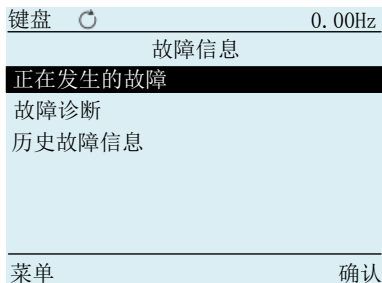 键盘 0.00Hz
故障信息
正在发生的故障
故障诊断
历史故障信息
菜单 确认